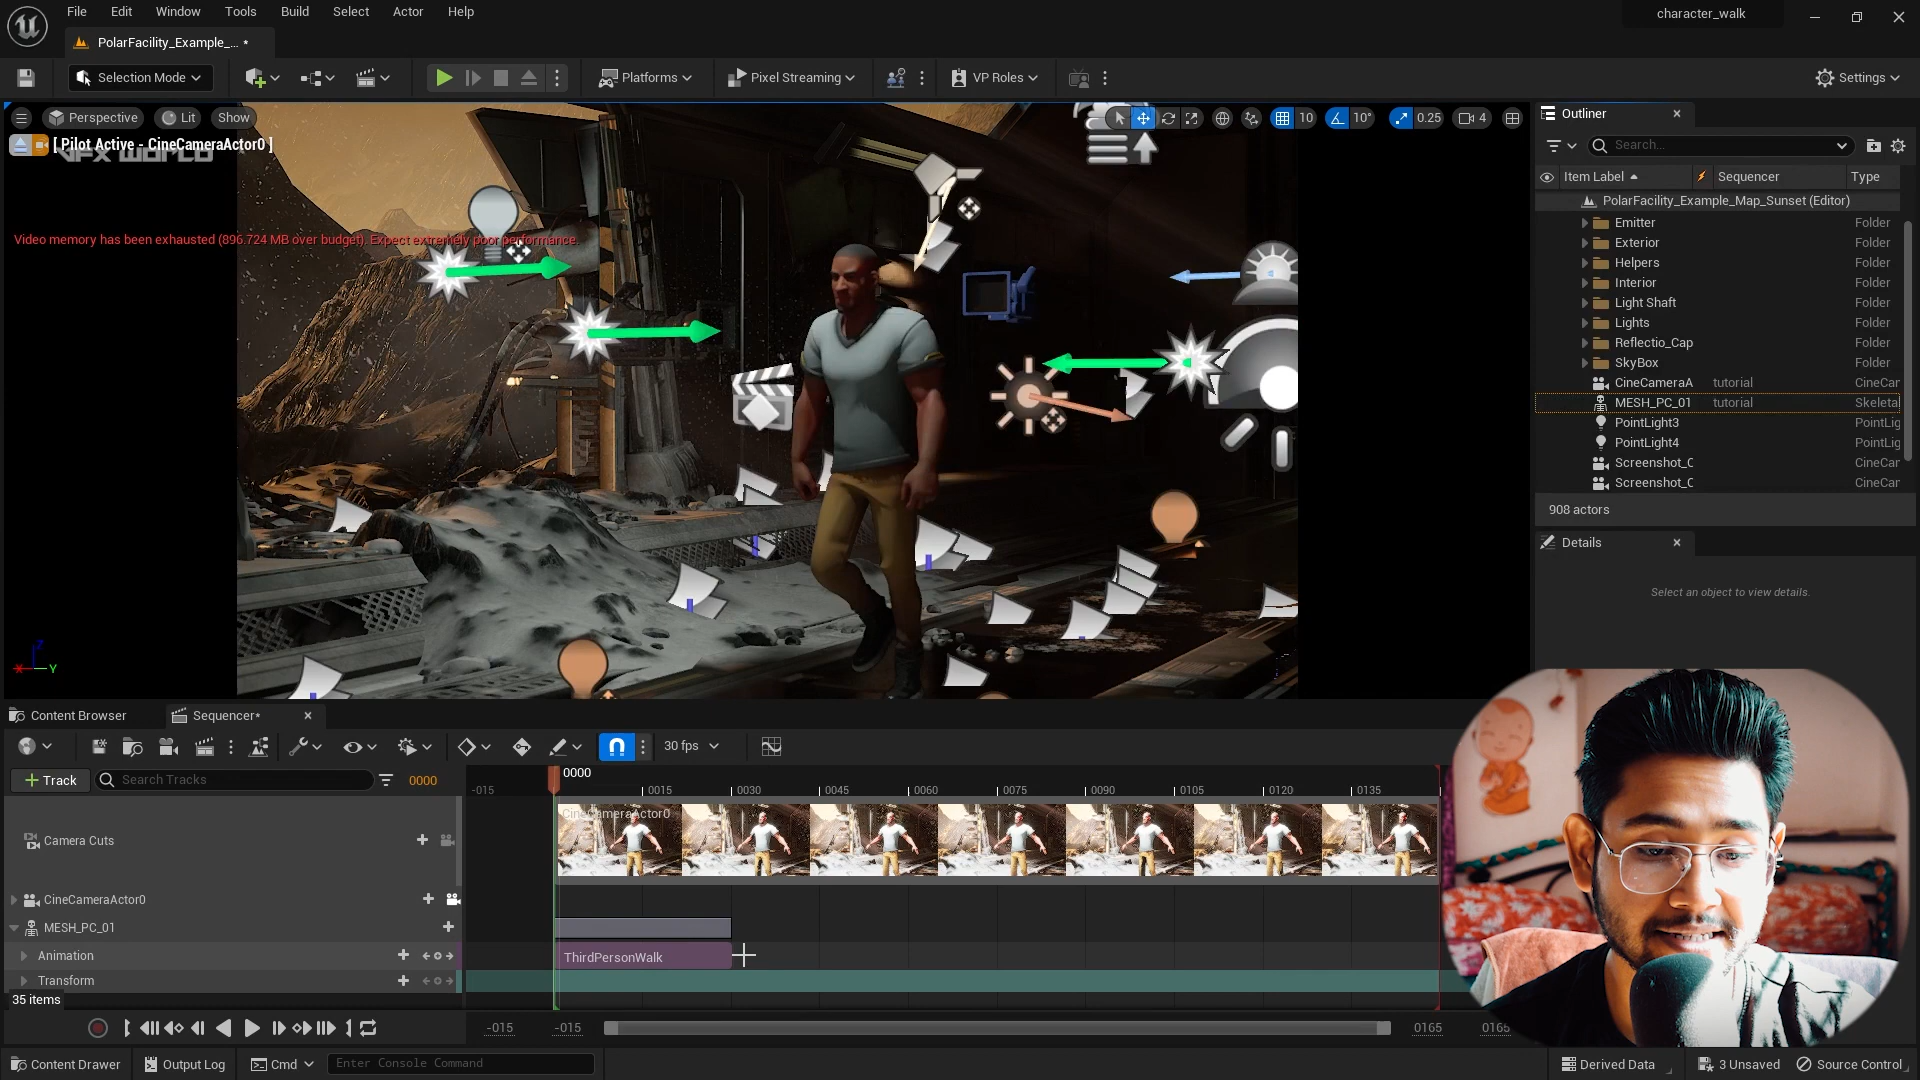 File Edit Window Tools Build Select Actor Help
character_walk
PolarFacility_Example_... *
Selection Mode
Platforms
Pixel Streaming
VP Roles
Settings
Perspective Lit Show
10 10° 0.25 4
[ Pilot Active - CineCameraActor0 ]
VFX WORLD
Video memory has been exhausted (896.724 MB over budget). Expect extremely poor performance.
Z
X Y
Outliner
Search...
Item Label Sequencer Type
PolarFacility_Example_Map_Sunset (Editor)
Emitter Folder
Exterior Folder
Helpers Folder
Interior Folder
Light Shaft Folder
Lights Folder
Reflectio_Cap Folder
SkyBox Folder
CineCameraA tutorial CineCar
MESH_PC_01 tutorial Skeletal
PointLight3 PointLig
PointLight4 PointLig
Screenshot_C CineCar
Screenshot_C CineCar
908 actors
Details
Select an object to view details.
Content Browser
Sequencer*
30 fps
Track
Search Tracks
0000
-015 0000 0015 0030 0045 0060 0075 0090 0105 0120 0135
CineCameraActor0
Camera Cuts
CineCameraActor0
MESH_PC_01
Animation
ThirdPersonWalk
Transform
35 items
-015 -015 0165 0165
Content Drawer
Output Log
Cmd
Enter Console Command
Derived Data
3 Unsaved
Source Control